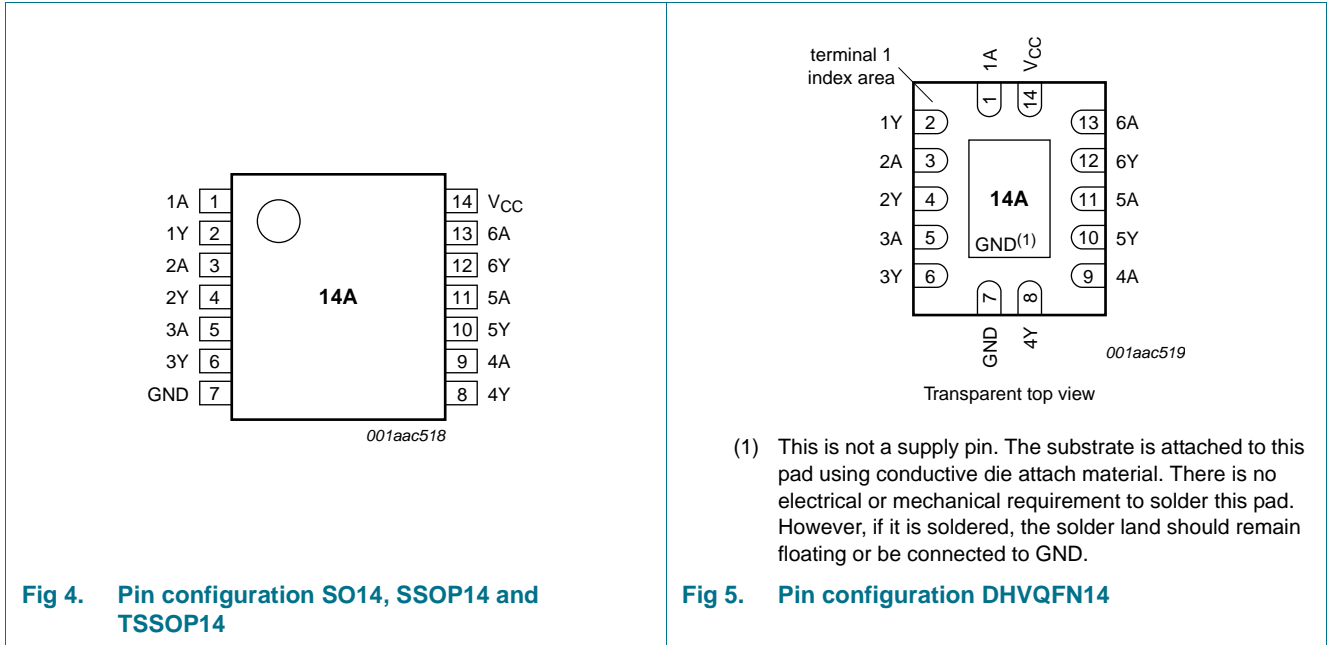 1A 1
1Y 2
2A 3
2Y 4
3A 5
3Y 6
GND 7
14A
14 VCC
13 6A
12 6Y
11 5A
10 5Y
9 4A
8 4Y
001aac518
Fig 4. Pin configuration SO14, SSOP14 and
TSSOP14
terminal 1
index area
1A
VCC
1
14
1Y 2
2A 3
2Y 4
3A 5
3Y 6
14A
GND(1)
13 6A
12 6Y
11 5A
10 5Y
9 4A
7
8
GND
4Y
001aac519
Transparent top view
(1) This is not a supply pin. The substrate is attached to this
pad using conductive die attach material. There is no
electrical or mechanical requirement to solder this pad.
However, if it is soldered, the solder land should remain
floating or be connected to GND.
Fig 5. Pin configuration DHVQFN14